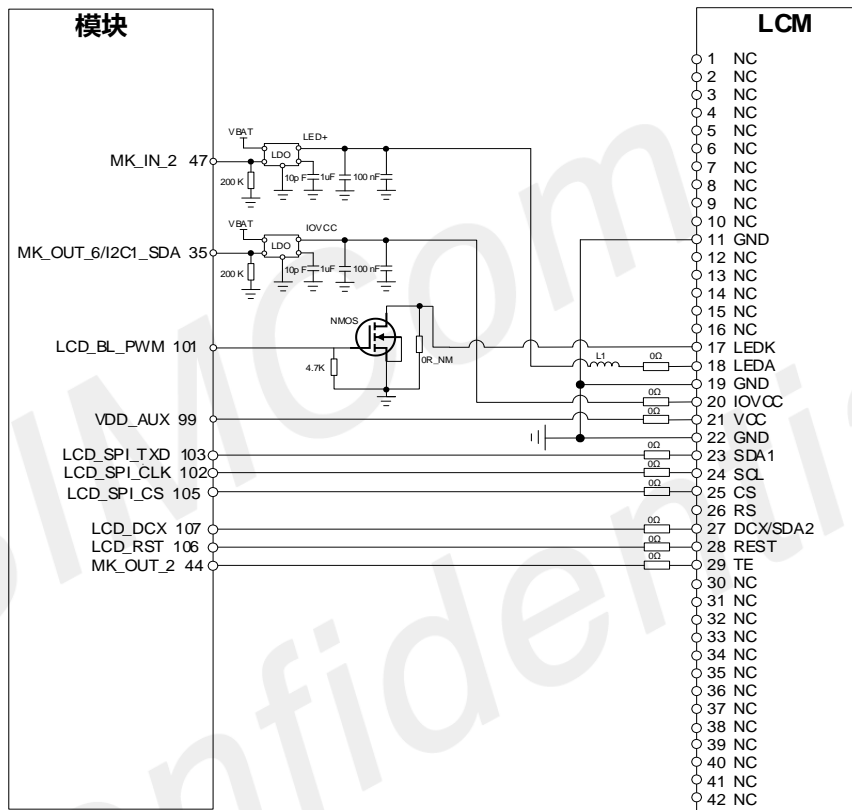 模块
LCM
1 NC
2 NC
3 NC
4 NC
5 NC
6 NC
7 NC
8 NC
9 NC
10 NC
11 GND
12 NC
13 NC
14 NC
15 NC
16 NC
17 LEDK
18 LEDA
19 GND
20 IOVCC
21 VCC
22 GND
23 SDA1
24 SCL
25 CS
26 RS
27 DCX/SDA2
28 REST
29 TE
30 NC
31 NC
32 NC
33 NC
34 NC
35 NC
36 NC
37 NC
38 NC
39 NC
40 NC
41 NC
42 NC
VBAT
LED+
LDO
MK_IN_2 47
200 K
10p F
1uF
100 nF
VBAT
IOVCC
LDO
MK_OUT_6/I2C1_SDA 35
200 K
10p F
1uF
100 nF
NMOS
LCD_BL_PWM 101
4.7K
0R_NM
L1
0Ω
0Ω
VDD_AUX 99
0Ω
LCD_SPI_TXD 103
0Ω
LCD_SPI_CLK 102
0Ω
LCD_SPI_CS 105
0Ω
LCD_DCX 107
0Ω
LCD_RST 106
0Ω
MK_OUT_2 44
0Ω
SIMCom
Confidenti